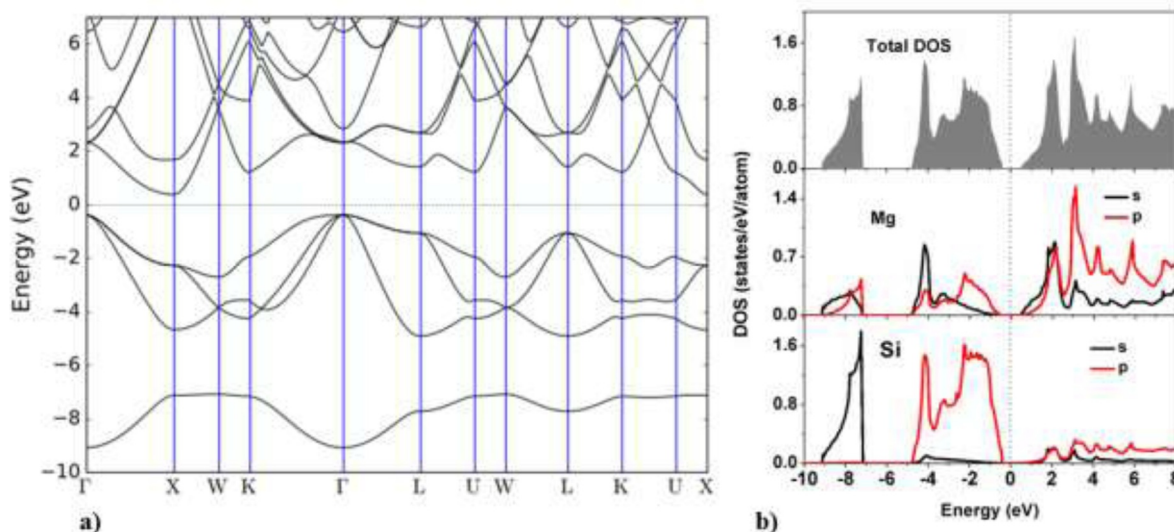 6
4
2
0
−2
−4
−6
−8
−10
Energy (eV)
Γ X W K Γ L U W L K U X
a)
Total DOS
1.6
0.8
0.0
Mg
s
p
1.4
0.7
0.0
Si
s
p
1.6
0.8
0.0
DOS (states/eV/atom)
-10 -8 -6 -4 -2 0 2 4 6 8
Energy (eV)
b)